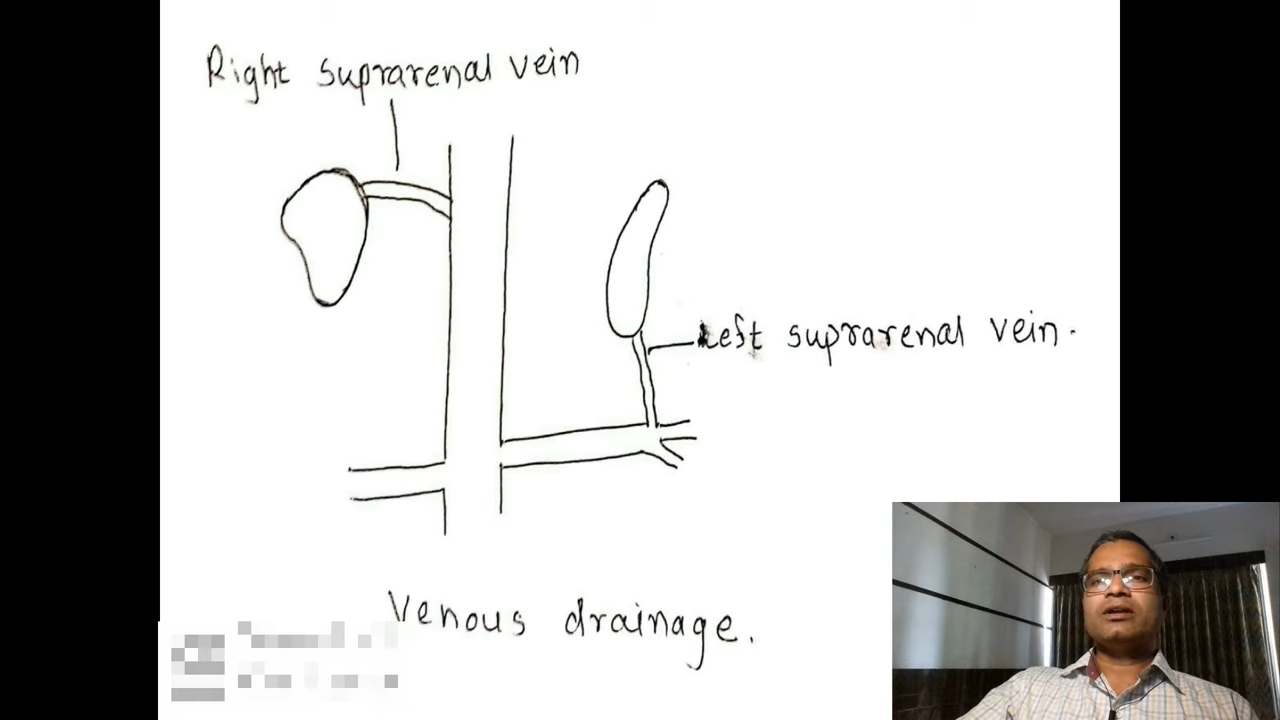 Right suprarenal vein
Left suprarenal vein.
Venous drainage.